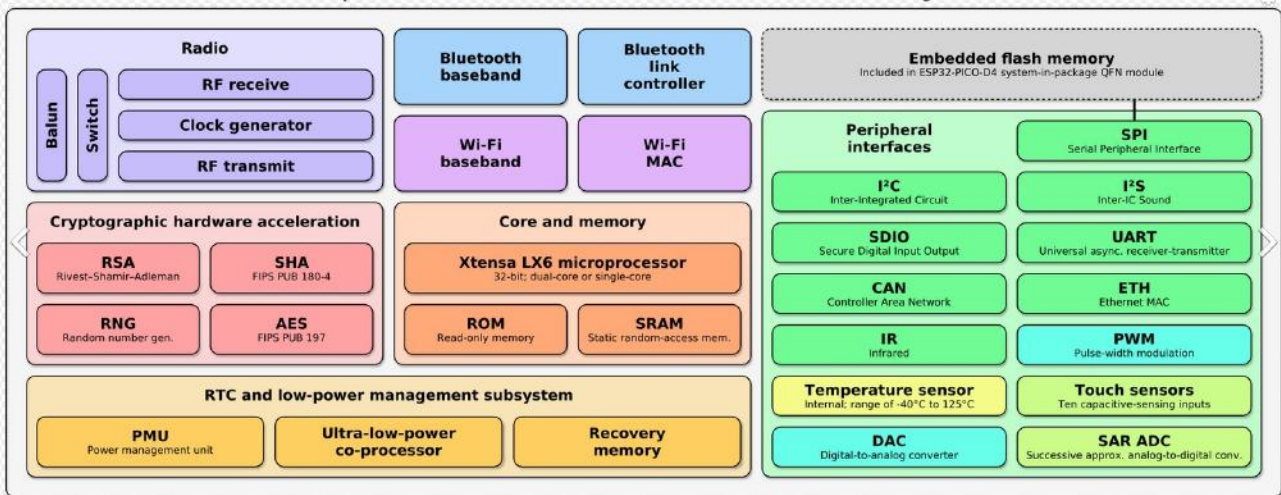 Radio
Balun
Switch
RF receive
Clock generator
RF transmit
Bluetooth
baseband
Bluetooth
link
controller
Wi-Fi
baseband
Wi-Fi
MAC
Embedded flash memory
Included in ESP32-PICO-D4 system-in-package QFN module
Cryptographic hardware acceleration
RSA
Rivest–Shamir–Adleman
SHA
FIPS PUB 180-4
RNG
Random number gen.
AES
FIPS PUB 197
Core and memory
Xtensa LX6 microprocessor
32-bit; dual-core or single-core
ROM
Read-only memory
SRAM
Static random-access mem.
RTC and low-power management subsystem
PMU
Power management unit
Ultra-low-power
co-processor
Recovery
memory
Peripheral
interfaces
SPI
Serial Peripheral Interface
I²C
Inter-Integrated Circuit
I²S
Inter-IC Sound
SDIO
Secure Digital Input Output
UART
Universal async. receiver-transmitter
CAN
Controller Area Network
ETH
Ethernet MAC
IR
Infrared
PWM
Pulse-width modulation
Temperature sensor
Internal; range of -40°C to 125°C
Touch sensors
Ten capacitive-sensing inputs
DAC
Digital-to-analog converter
SAR ADC
Successive approx. analog-to-digital conv.